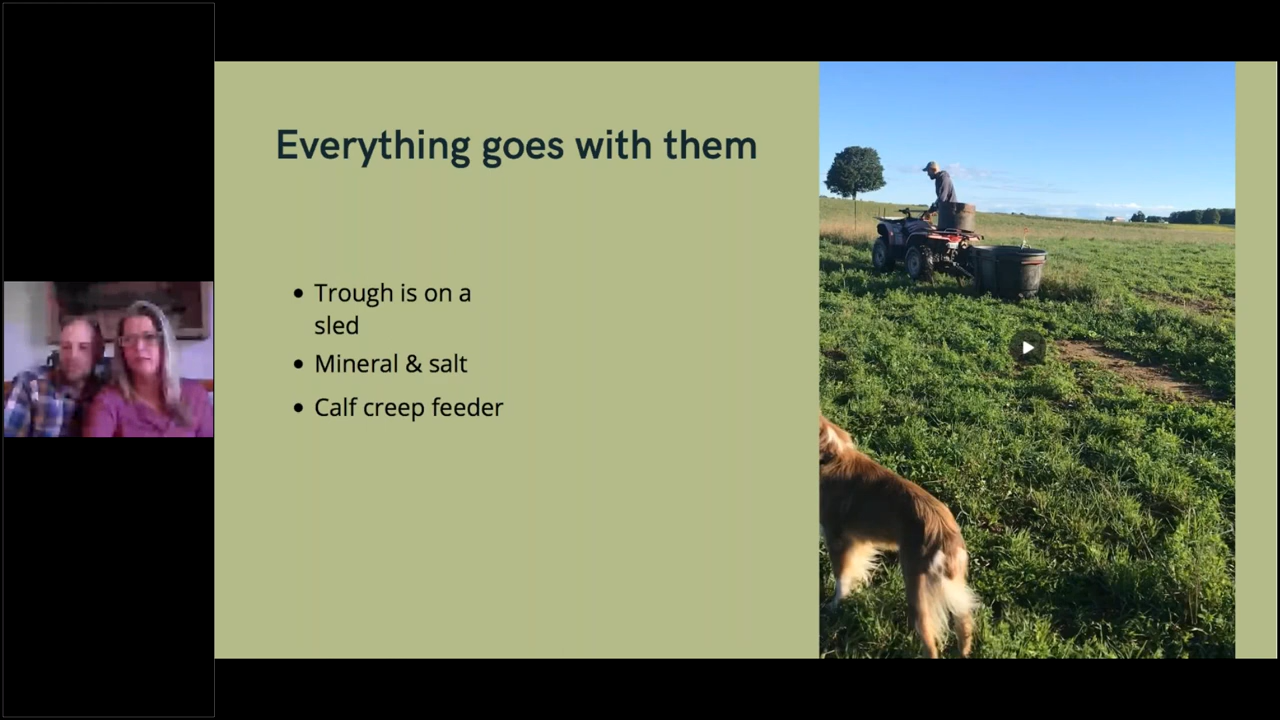 Everything goes with them
• Trough is on a
sled
• Mineral & salt
• Calf creep feeder